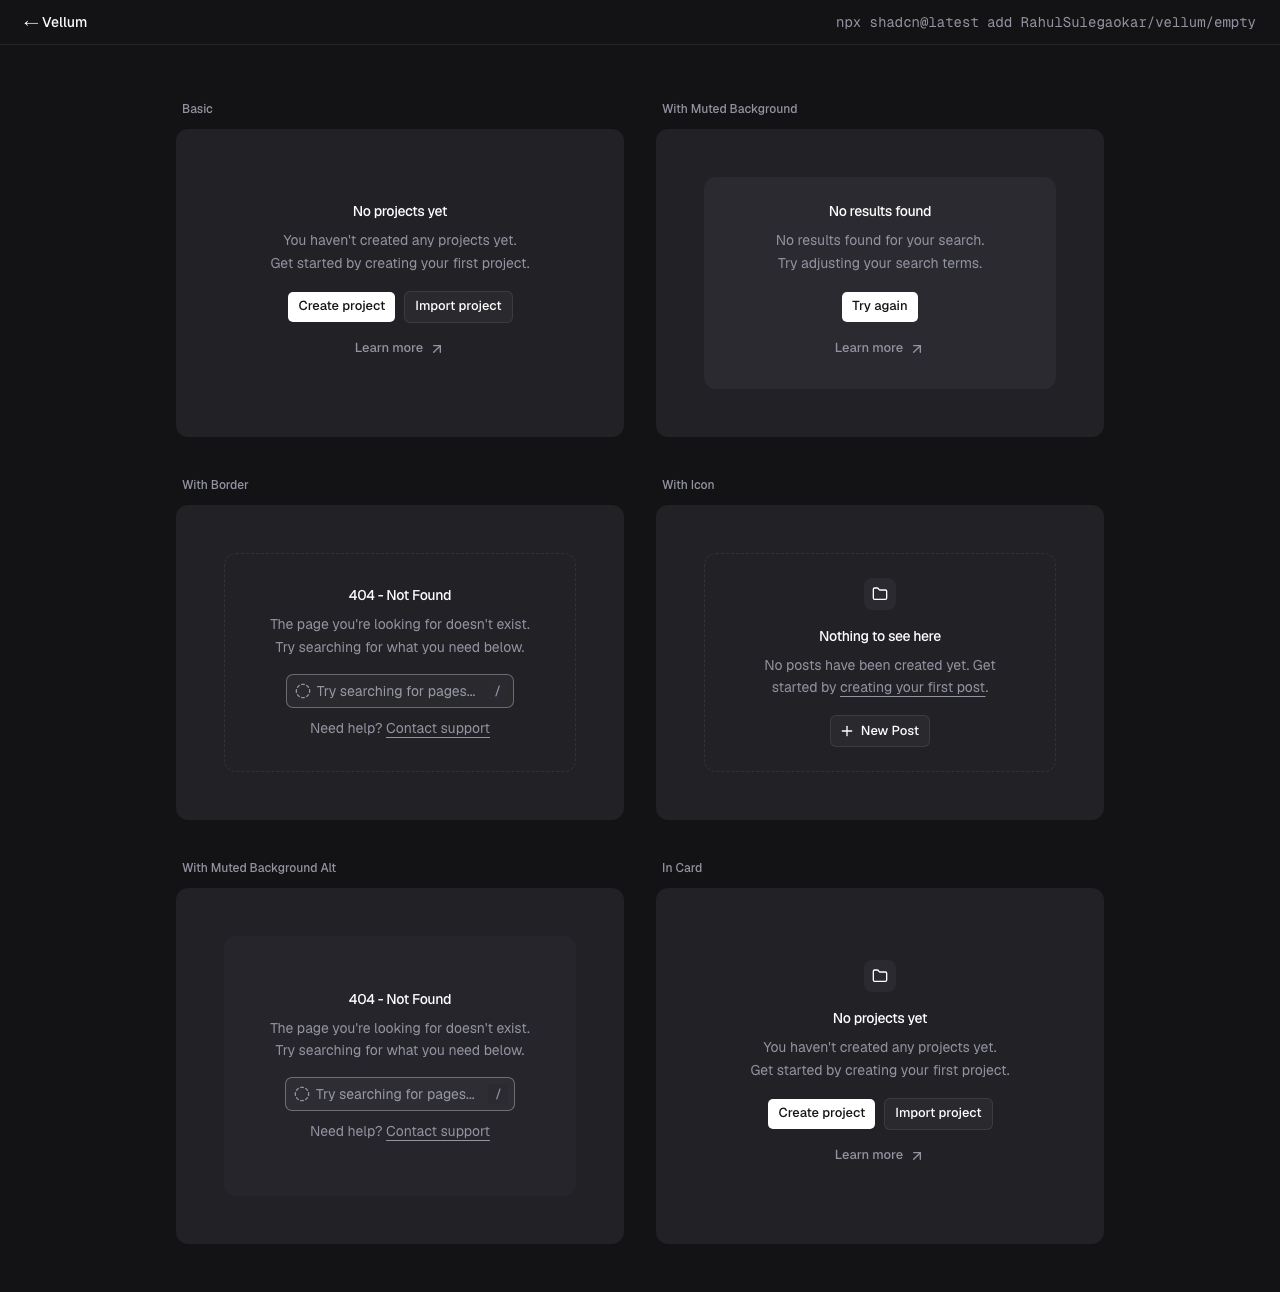 ← Vellum
npx shadcn@latest add RahulSulegaokar/vellum/empty
Basic
No projects yet
You haven't created any projects yet.
Get started by creating your first project.
Create project
Import project
Learn more
With Muted Background
No results found
No results found for your search.
Try adjusting your search terms.
Try again
Learn more
With Border
404 - Not Found
The page you're looking for doesn't exist.
Try searching for what you need below.
Try searching for pages... /
Need help? Contact support
With Icon
Nothing to see here
No posts have been created yet. Get
started by creating your first post.
New Post
With Muted Background Alt
404 - Not Found
The page you're looking for doesn't exist.
Try searching for what you need below.
Try searching for pages... /
Need help? Contact support
In Card
No projects yet
You haven't created any projects yet.
Get started by creating your first project.
Create project
Import project
Learn more